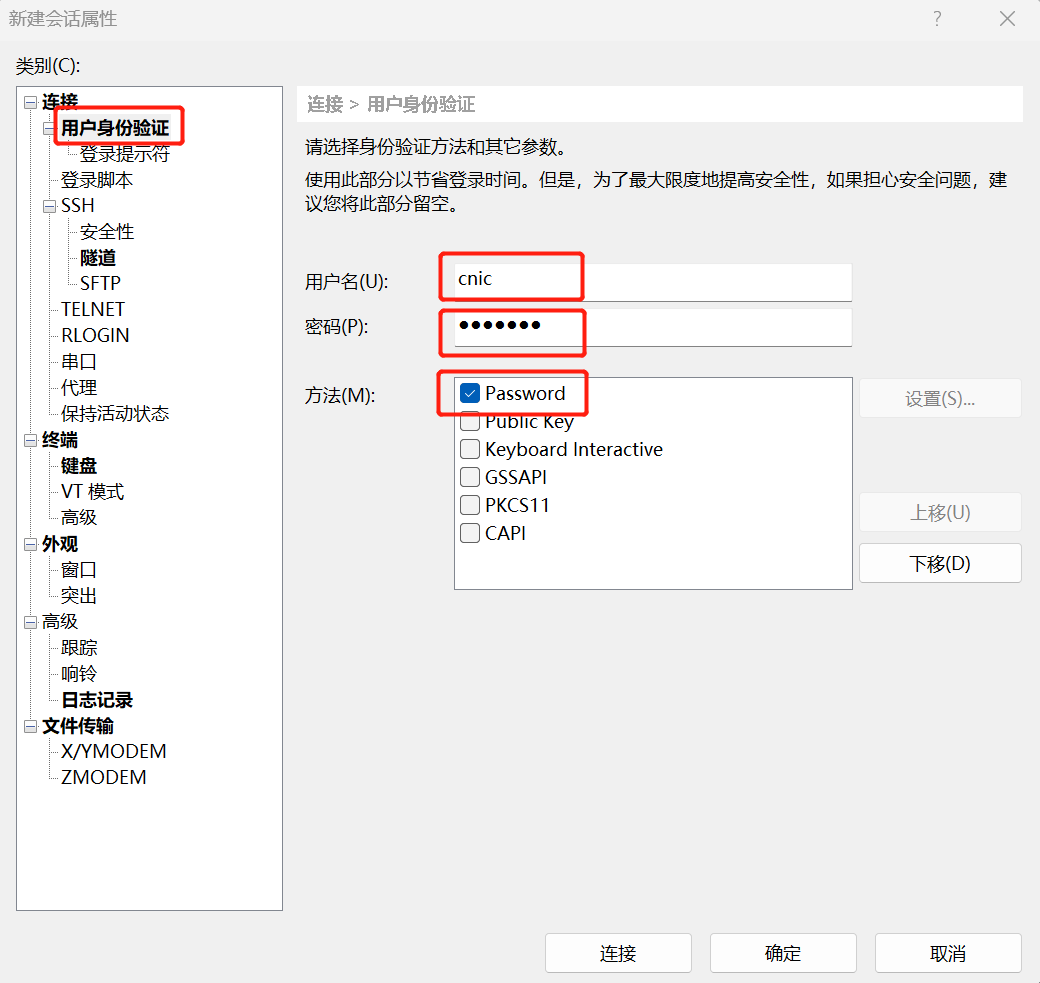 新建会话属性
类别(C):
连接
用户身份验证
登录提示符
登录脚本
SSH
安全性
隧道
SFTP
TELNET
RLOGIN
串口
代理
保持活动状态
终端
键盘
VT 模式
高级
外观
窗口
突出
高级
跟踪
响铃
日志记录
文件传输
X/YMODEM
ZMODEM
连接 > 用户身份验证
请选择身份验证方法和其它参数。
使用此部分以节省登录时间。但是，为了最大限度地提高安全性，如果担心安全问题，建
议您将此部分留空。
用户名(U):
cnic
密码(P):
•••••••
方法(M):
Password
Public Key
Keyboard Interactive
GSSAPI
PKCS11
CAPI
设置(S)...
上移(U)
下移(D)
连接
确定
取消